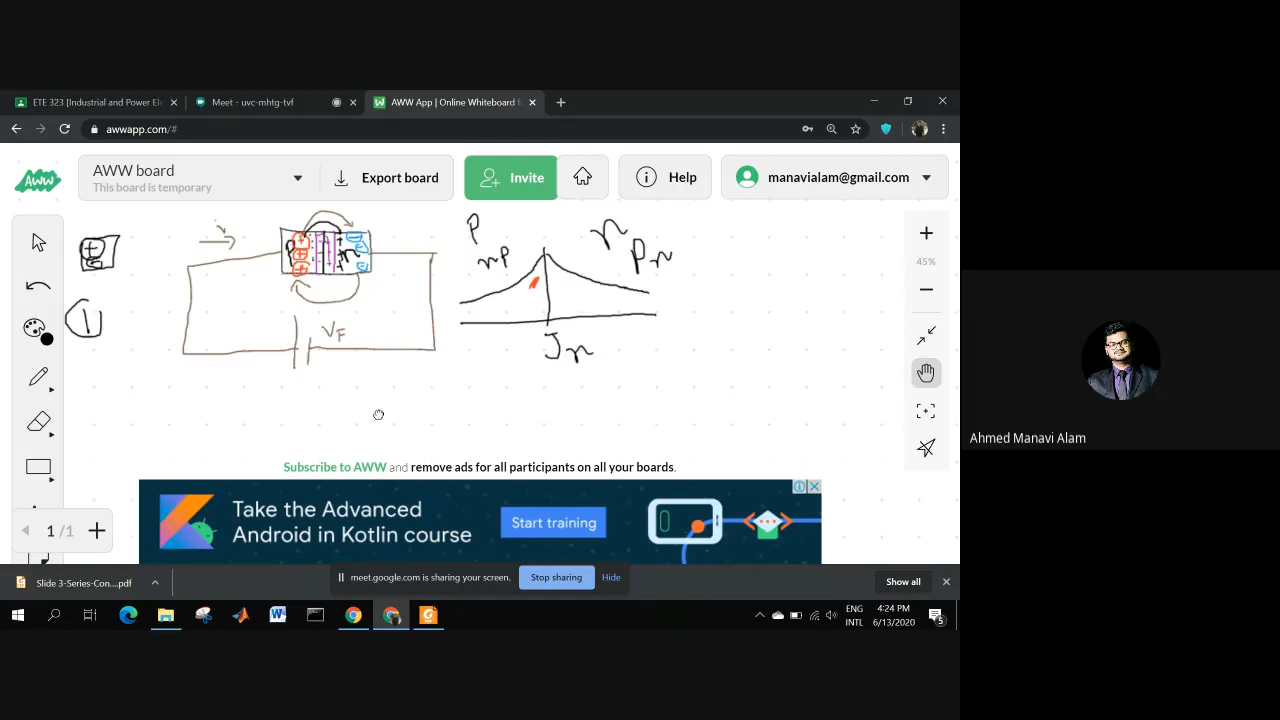 ETE 323 [Industrial and Power Ele
Meet - uvc-mhtg-tvf
AWW App | Online Whiteboard f
awwapp.com/#
AWW
AWW board
This board is temporary
Export board
Invite
Help
manavialam@gmail.com
45%
i
P
n
VF
P
nP
n
Pn
Jn
Subscribe to AWW and remove ads for all participants on all your boards.
Take the Advanced
Android in Kotlin course
Start training
1 /1
Slide 3-Series-Con....pdf
meet.google.com is sharing your screen.
Stop sharing
Hide
Show all
ENG
INTL
4:24 PM
6/13/2020
5
Ahmed Manavi Alam